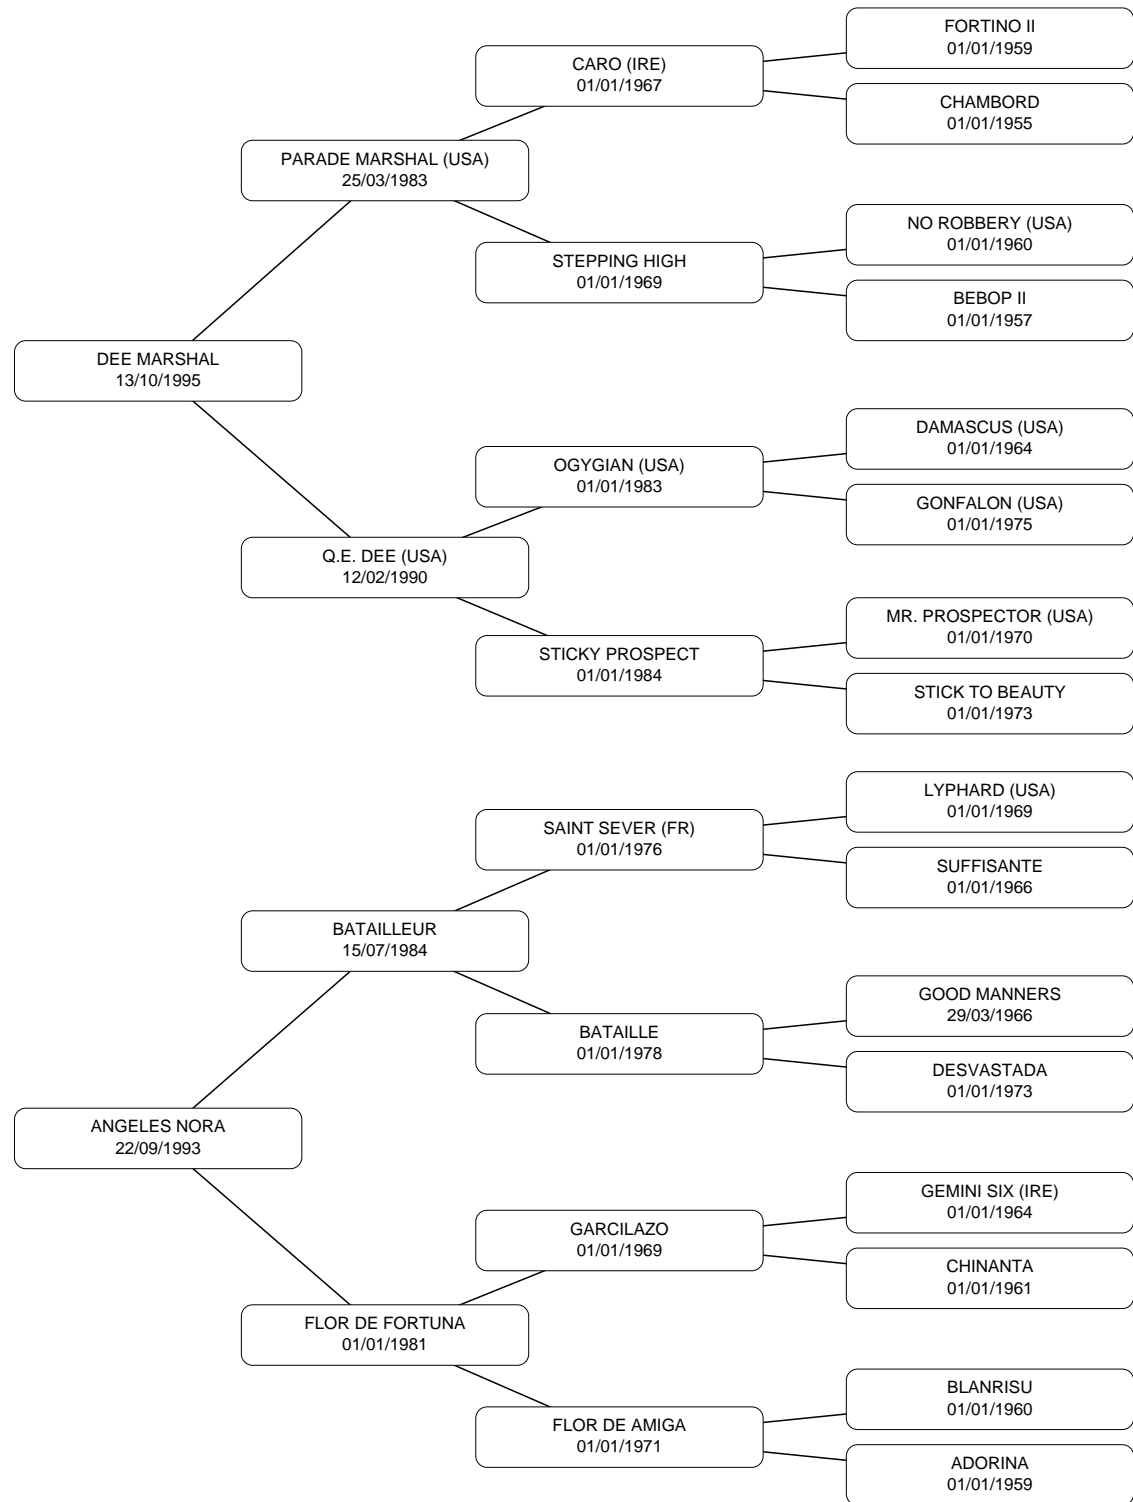 FORTINO II
01/01/1959
CARO (IRE)
01/01/1967
CHAMBORD
01/01/1955
PARADE MARSHAL (USA)
25/03/1983
NO ROBBERY (USA)
01/01/1960
STEPPING HIGH
01/01/1969
BEBOP II
01/01/1957
DEE MARSHAL
13/10/1995
DAMASCUS (USA)
01/01/1964
OGYGIAN (USA)
01/01/1983
GONFALON (USA)
01/01/1975
Q.E. DEE (USA)
12/02/1990
MR. PROSPECTOR (USA)
01/01/1970
STICKY PROSPECT
01/01/1984
STICK TO BEAUTY
01/01/1973
LYPHARD (USA)
01/01/1969
SAINT SEVER (FR)
01/01/1976
SUFFISANTE
01/01/1966
BATAILLEUR
15/07/1984
GOOD MANNERS
29/03/1966
BATAILLE
01/01/1978
DESVASTADA
01/01/1973
ANGELES NORA
22/09/1993
GEMINI SIX (IRE)
01/01/1964
GARCILAZO
01/01/1969
CHINANTA
01/01/1961
FLOR DE FORTUNA
01/01/1981
BLANRISU
01/01/1960
FLOR DE AMIGA
01/01/1971
ADORINA
01/01/1959